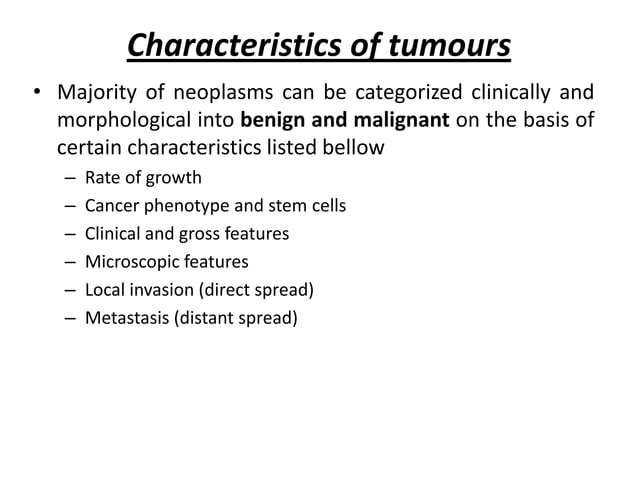 Characteristics of tumours
• Majority of neoplasms can be categorized clinically and
morphological into benign and malignant on the basis of
certain characteristics listed bellow
– Rate of growth
– Cancer phenotype and stem cells
– Clinical and gross features
– Microscopic features
– Local invasion (direct spread)
– Metastasis (distant spread)